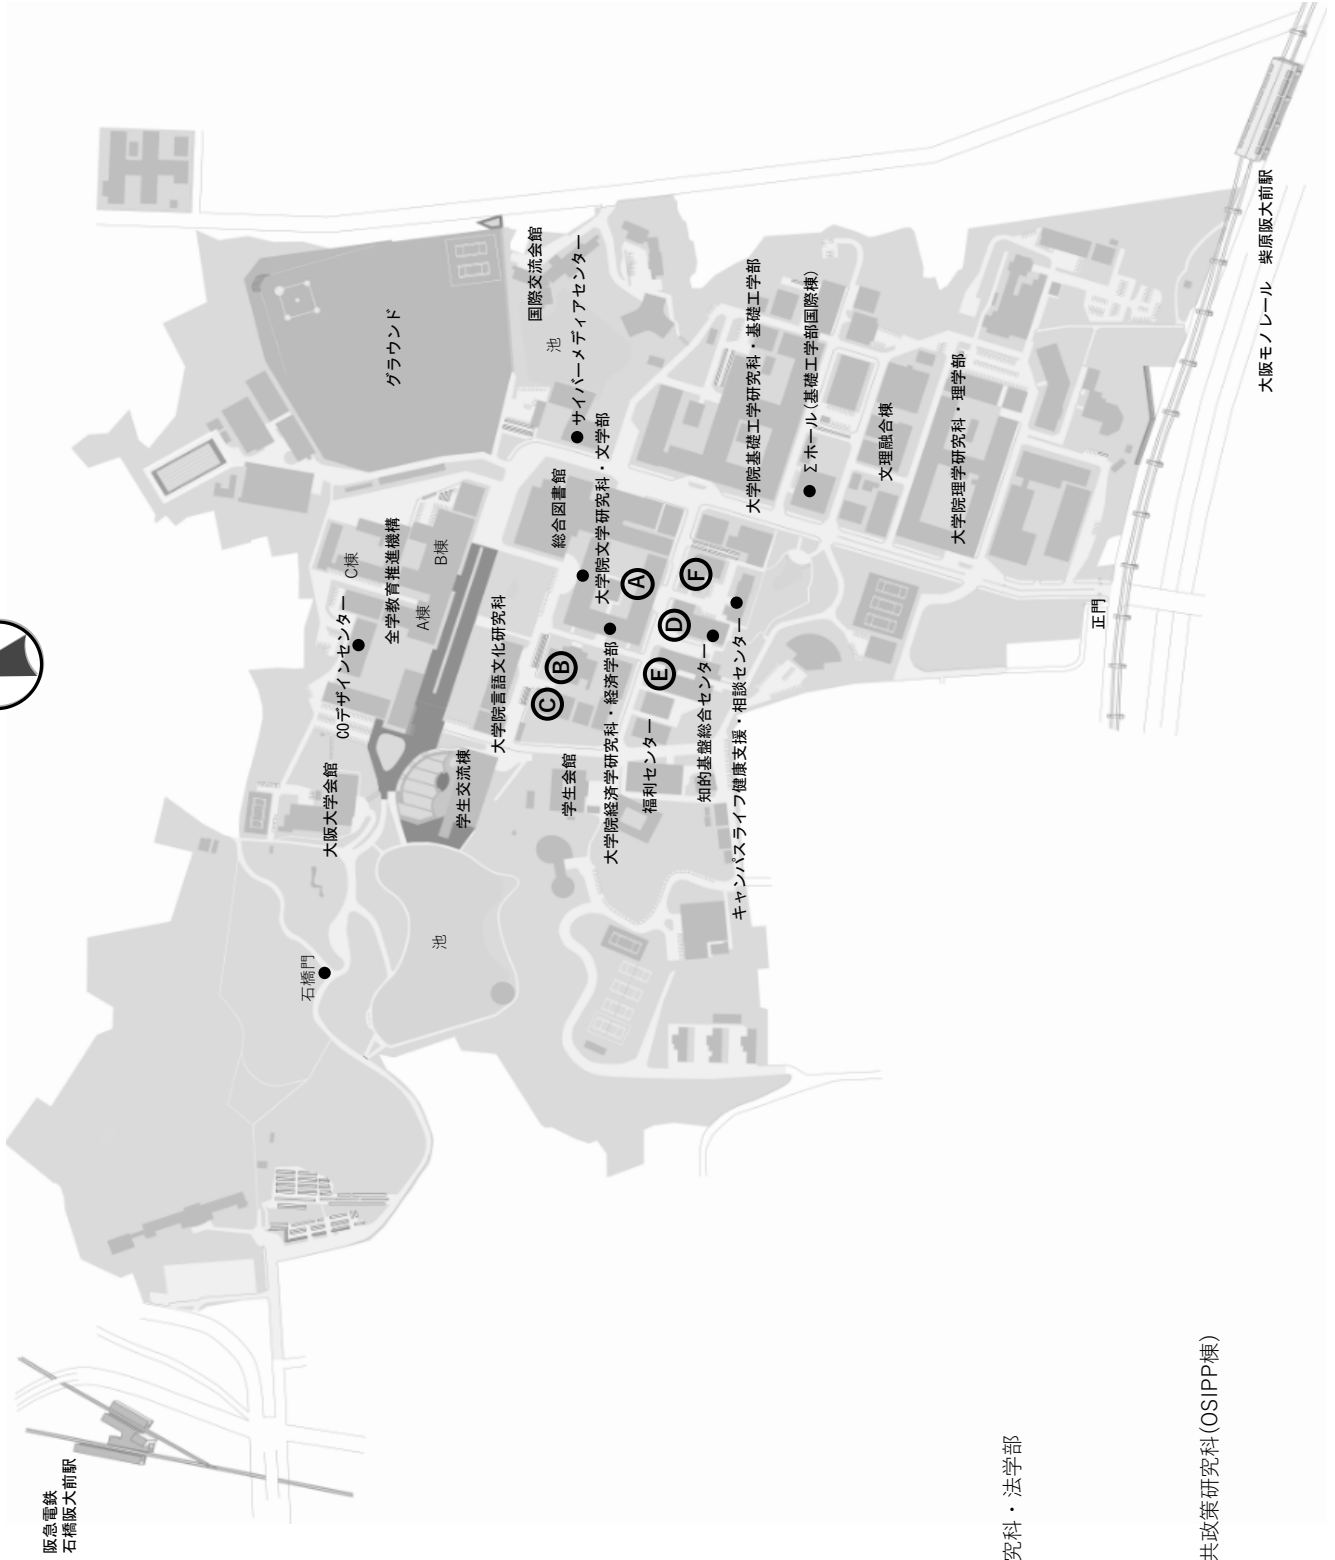 阪急電鉄
石橋阪大前駅
石橋門
池
大阪大学会館
COデザインセンター
C棟
全学教育推進機構
A棟
B棟
学生交流棟
大学院言語文化研究科
グラウンド
国際交流会館
池
サイバーメディアセンター
総合図書館
大学院文学研究科・文学部
大学院経済学研究科・経済学部
学生会館
福利センター
知的基盤総合センター
キャンパスライフ健康支援・相談センター
A
B
C
D
E
F
大学院基礎工学研究科・基礎工学部
Σホール(基礎工学部国際棟)
文理融合棟
大学院理学研究科・理学部
正門
大阪モノレール 柴原阪大前駅
究科・法学部
共政策研究科(OSIPP棟)